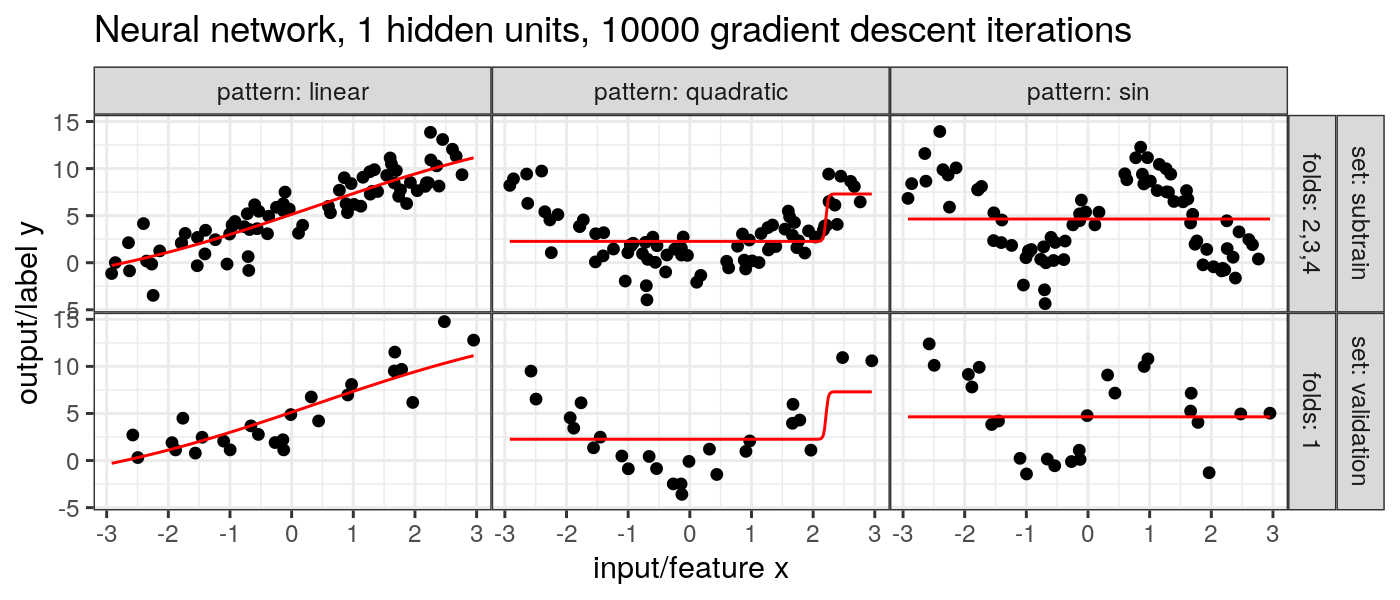 Neural network, 1 hidden units, 10000 gradient descent iterations
pattern: linear
pattern: quadratic
pattern: sin
output/label y
15
10
5
0
-5
folds: 2,3,4
set: subtrain
15
10
5
0
-5
folds: 1
set: validation
-3 -2 -1 0 1 2 3
-3 -2 -1 0 1 2 3
-3 -2 -1 0 1 2 3
input/feature x